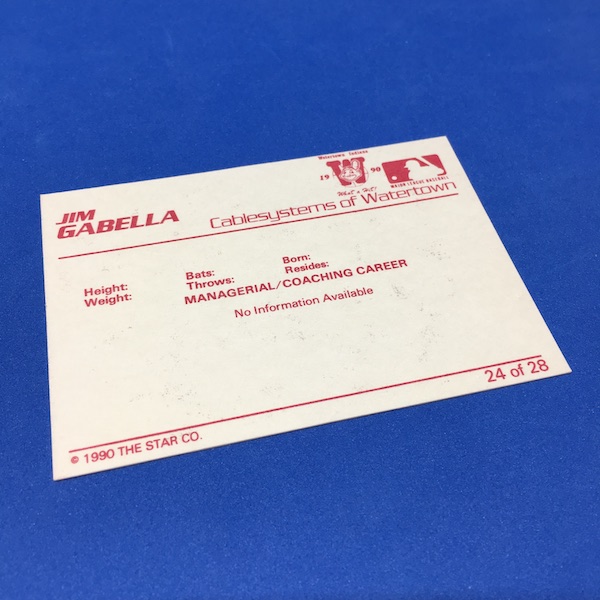 Watertown Indians
19 W 90
What a Hit!
MAJOR LEAGUE BASEBALL
JIM
GABELLA
Cablesystems of Watertown
Height: Bats: Born:
Weight: Throws: Resides:
MANAGERIAL/COACHING CAREER
No Information Available
24 of 28
© 1990 THE STAR CO.